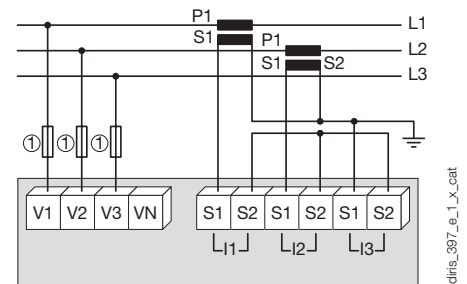 P1 L1
S1 P1 L2
S1 S2 L3
① ① ①
V1 V2 V3 VN S1 S2 S1 S2 S1 S2
I1 I2 I3
diris_397_e_1_x_cat